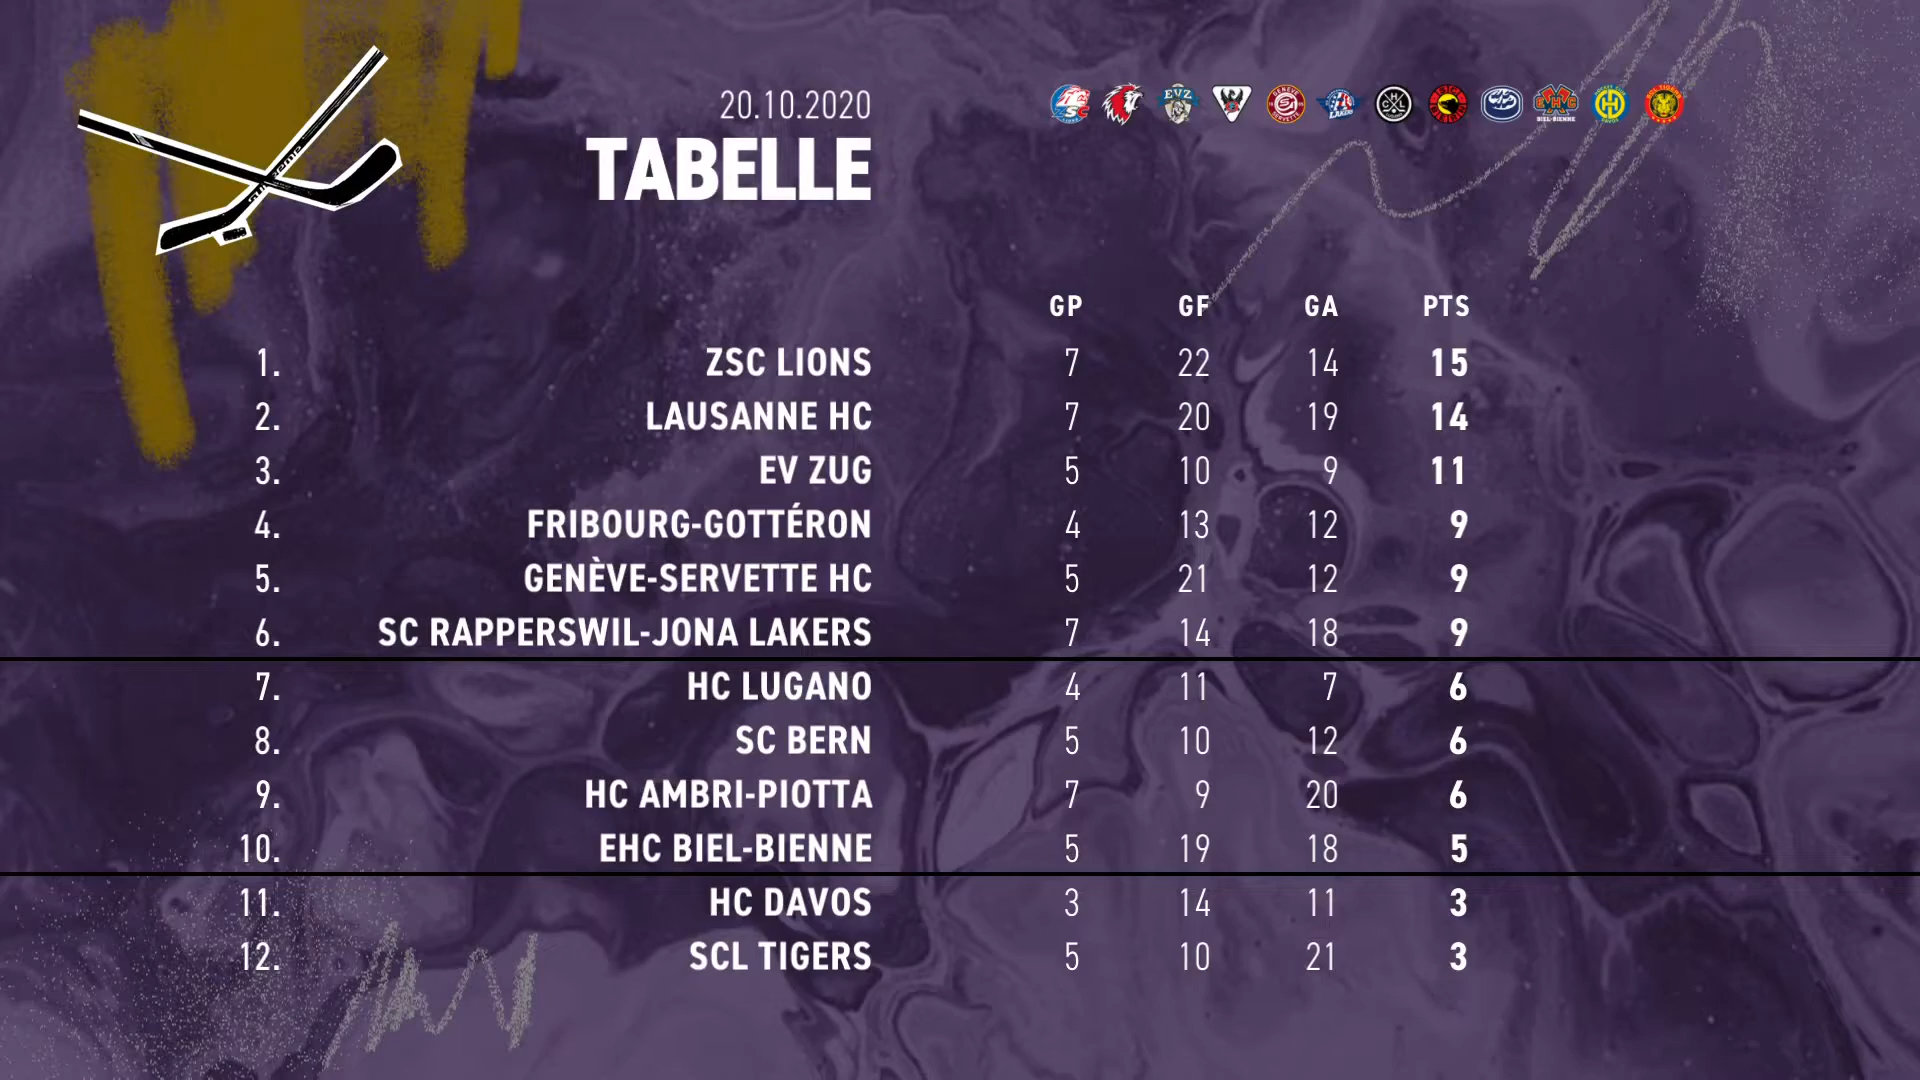 20.10.2020
TABELLE
GP GF GA PTS
1. ZSC LIONS 7 22 14 15
2. LAUSANNE HC 7 20 19 14
3. EV ZUG 5 10 9 11
4. FRIBOURG-GOTTÉRON 4 13 12 9
5. GENÈVE-SERVETTE HC 5 21 12 9
6. SC RAPPERSWIL-JONA LAKERS 7 14 18 9
7. HC LUGANO 4 11 7 6
8. SC BERN 5 10 12 6
9. HC AMBRI-PIOTTA 7 9 20 6
10. EHC BIEL-BIENNE 5 19 18 5
11. HC DAVOS 3 14 11 3
12. SCL TIGERS 5 10 21 3